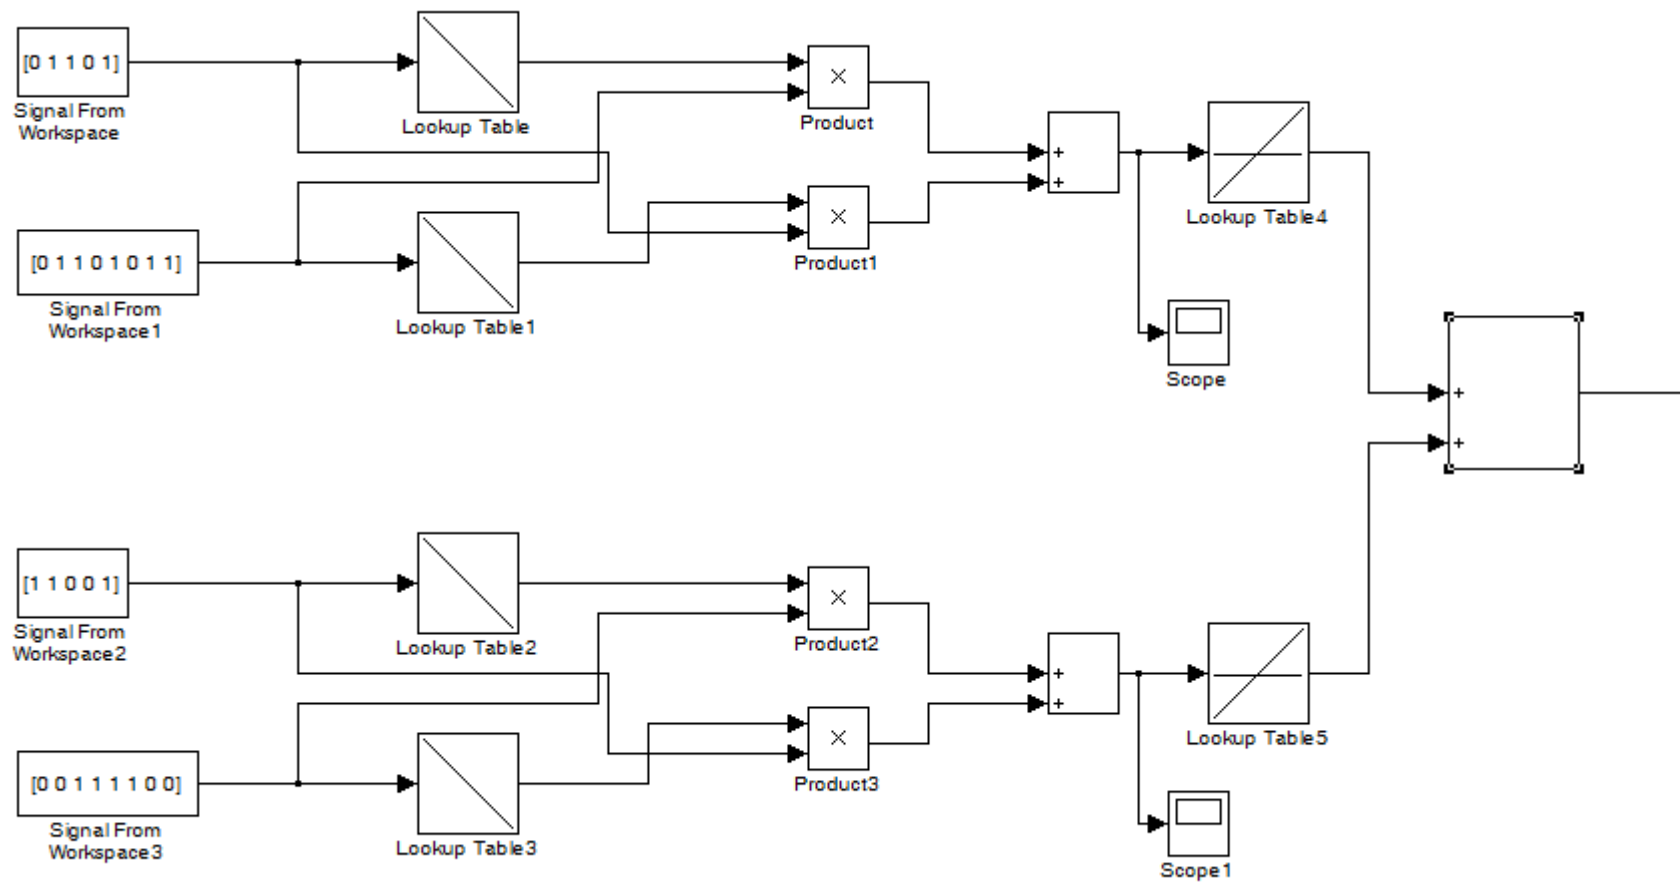 [0 1 1 0 1]
Signal From
Workspace
Lookup Table
×
Product
[0 1 1 0 1 0 1 1]
Signal From
Workspace1
Lookup Table1
×
Product1
+
+
Lookup Table4
Scope
+
+
[1 1 0 0 1]
Signal From
Workspace2
Lookup Table2
×
Product2
[0 0 1 1 1 1 0 0]
Signal From
Workspace3
Lookup Table3
×
Product3
+
+
Lookup Table5
Scope1